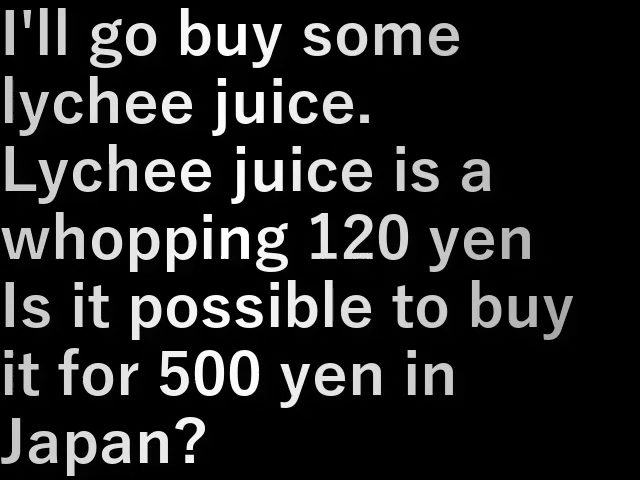 I'll go buy some
lychee juice.
Lychee juice is a
whopping 120 yen
Is it possible to buy
it for 500 yen in
Japan?